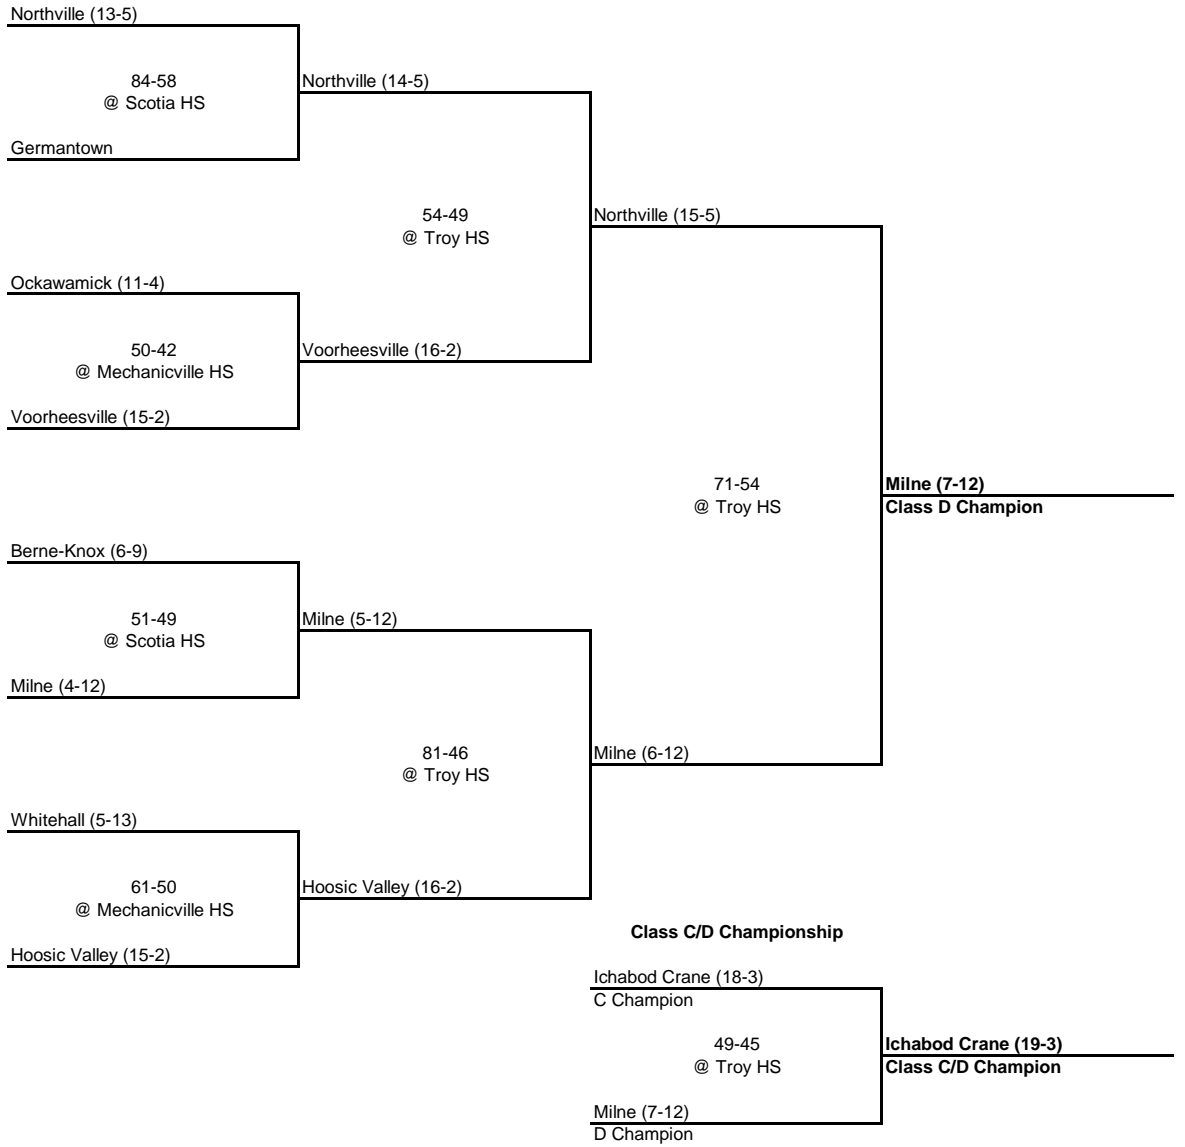 Northville (13-5)
84-58
@ Scotia HS
Northville (14-5)
Germantown
54-49
@ Troy HS
Northville (15-5)
Ockawamick (11-4)
50-42
@ Mechanicville HS
Voorheesville (16-2)
Voorheesville (15-2)
71-54
@ Troy HS
Milne (7-12)
Class D Champion
Berne-Knox (6-9)
51-49
@ Scotia HS
Milne (5-12)
Milne (4-12)
81-46
@ Troy HS
Milne (6-12)
Whitehall (5-13)
61-50
@ Mechanicville HS
Hoosic Valley (16-2)
Hoosic Valley (15-2)
Class C/D Championship
Ichabod Crane (18-3)
C Champion
49-45
@ Troy HS
Ichabod Crane (19-3)
Class C/D Champion
Milne (7-12)
D Champion